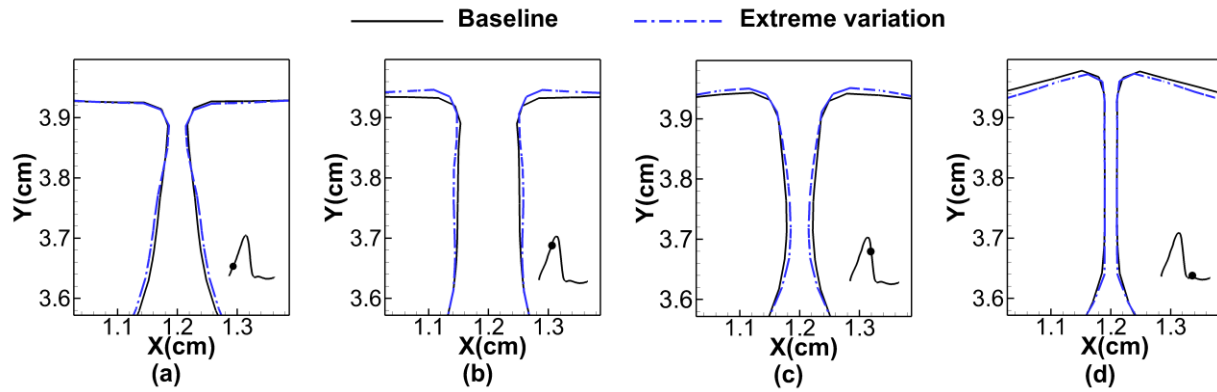 Baseline Extreme variation
Y(cm) 3.9 3.8 3.7 3.6
1.1 1.2 1.3
X(cm)
(a)
Y(cm) 3.9 3.8 3.7 3.6
1.1 1.2 1.3
X(cm)
(b)
Y(cm) 3.9 3.8 3.7 3.6
1.1 1.2 1.3
X(cm)
(c)
Y(cm) 3.9 3.8 3.7 3.6
1.1 1.2 1.3
X(cm)
(d)